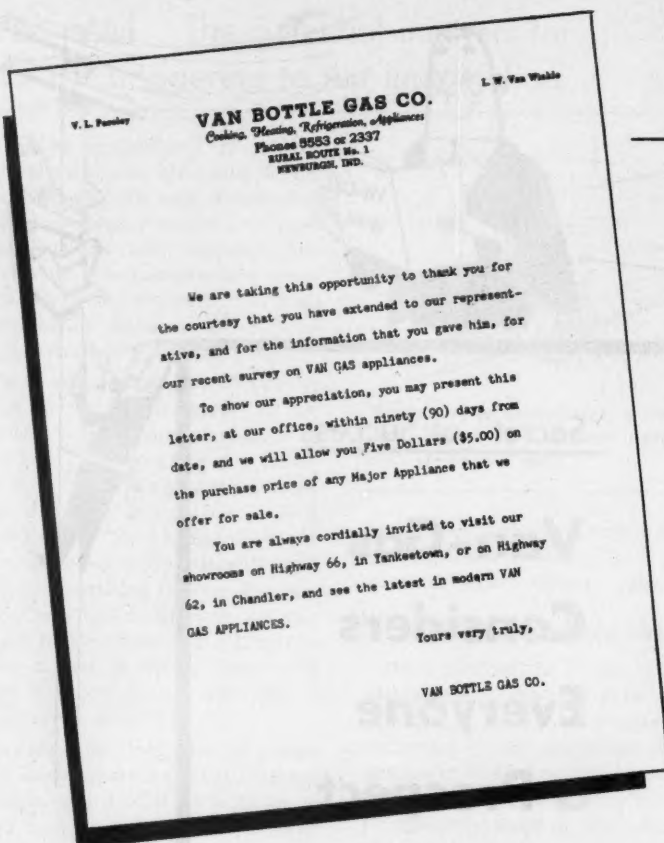 V. L. Pensley
L. W. Van Winkle
VAN BOTTLE GAS CO.
Cooking, Heating, Refrigeration, Appliances
Phones 5553 or 2337
RURAL ROUTE No. 1
NEWBURGH, IND.
We are taking this opportunity to thank you for
the courtesy that you have extended to our represent-
ative, and for the information that you gave him, for
our recent survey on VAN GAS appliances.
To show our appreciation, you may present this
letter, at our office, within ninety (90) days from
date, and we will allow you Five Dollars ($5.00) on
the purchase price of any Major Appliance that we
offer for sale.
You are always cordially invited to visit our
showrooms on Highway 66, in Yankeetown, or on Highway
62, in Chandler, and see the latest in modern VAN
GAS APPLIANCES.
Yours very truly,
VAN BOTTLE GAS CO.